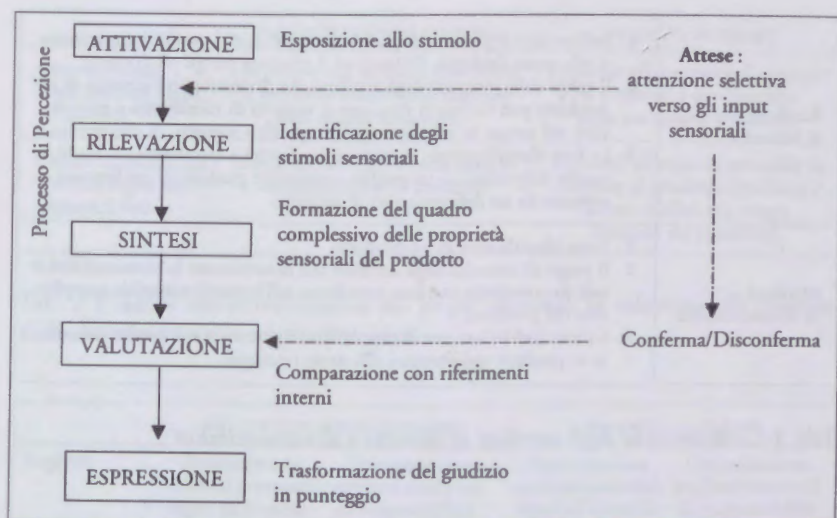 Processo di Percezione
ATTIVAZIONE
Esposizione allo stimolo
Attese :
attenzione selettiva
verso gli input
sensoriali
RILEVAZIONE
Identificazione degli
stimoli sensoriali
SINTESI
Formazione del quadro
complessivo delle proprietà
sensoriali del prodotto
VALUTAZIONE
Conferma/Disconferma
Comparazione con riferimenti
interni
ESPRESSIONE
Trasformazione del giudizio
in punteggio